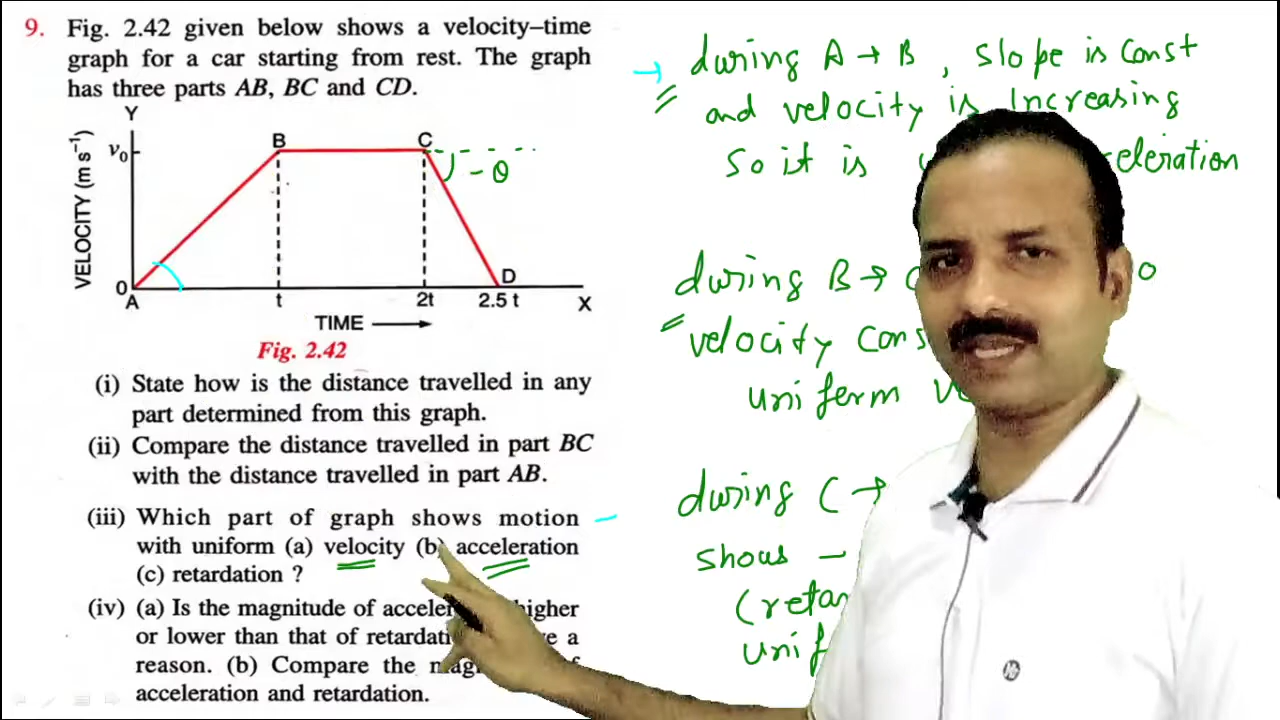 9. Fig. 2.42 given below shows a velocity–time
graph for a car starting from rest. The graph
has three parts AB, BC and CD.
Y
VELOCITY (m s⁻¹)
v₀
B
C
- θ
0
A
t
2t
D
2.5 t
X
TIME
Fig. 2.42
(i) State how is the distance travelled in any
part determined from this graph.
(ii) Compare the distance travelled in part BC
with the distance travelled in part AB.
(iii) Which part of graph shows motion
with uniform (a) velocity (b) acceleration
(c) retardation ?
(iv) (a) Is the magnitude of acceler higher
or lower than that of retardati e a
reason. (b) Compare the
acceleration and retardation.
→ during A → B, slope is const
and velocity is Increasing
So it is eleration
during B → 0
velocity cons
uniferm
during C →
shows -
(retar
unif